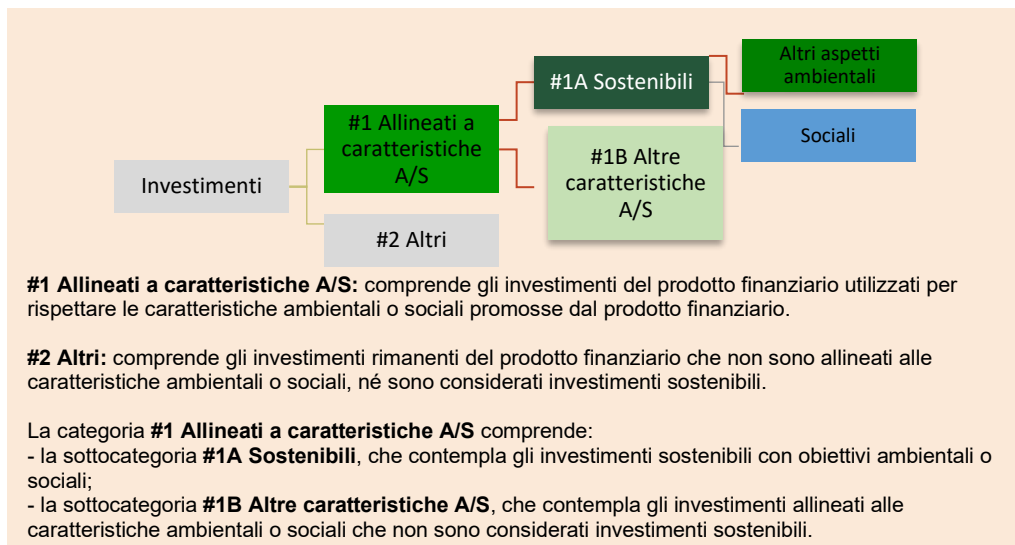 Altri aspetti
ambientali
#1A Sostenibili
#1 Allineati a
caratteristiche
A/S
Sociali
#1B Altre
caratteristiche
A/S
Investimenti
#2 Altri
#1 Allineati a caratteristiche A/S: comprende gli investimenti del prodotto finanziario utilizzati per
rispettare le caratteristiche ambientali o sociali promosse dal prodotto finanziario.
#2 Altri: comprende gli investimenti rimanenti del prodotto finanziario che non sono allineati alle
caratteristiche ambientali o sociali, né sono considerati investimenti sostenibili.
La categoria #1 Allineati a caratteristiche A/S comprende:
- la sottocategoria #1A Sostenibili, che contempla gli investimenti sostenibili con obiettivi ambientali o
sociali;
- la sottocategoria #1B Altre caratteristiche A/S, che contempla gli investimenti allineati alle
caratteristiche ambientali o sociali che non sono considerati investimenti sostenibili.